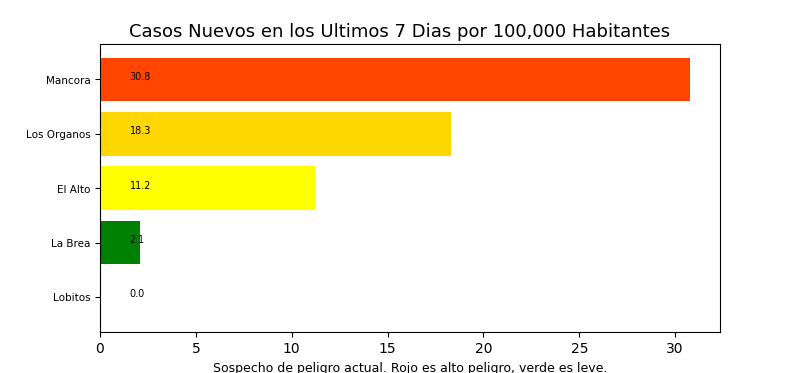 Casos Nuevos en los Ultimos 7 Dias por 100,000 Habitantes
Mancora 30.8
Los Organos 18.3
El Alto 11.2
La Brea 2.1
Lobitos 0.0
0 5 10 15 20 25 30
Sospecho de peligro actual. Rojo es alto peligro, verde es leve.